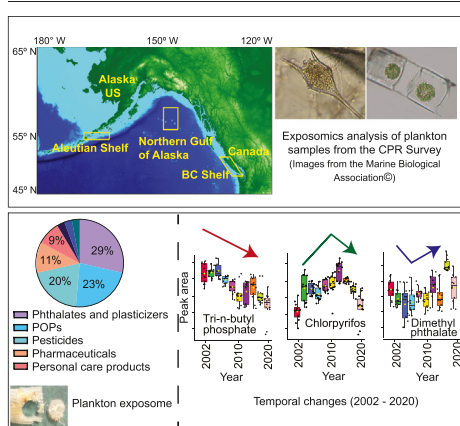 180° W
-150° W
-120° W
65° N
55° N
45° N
Alaska
US
Aleutian Shelf
Northern Gulf
of Alaska
Canada
BC Shelf
Exposomics analysis of plankton
samples from the CPR Survey
(Images from the Marine Biological
Association©)
9%
11%
20%
29%
23%
Phthalates and plasticizers
POPs
Pesticides
Pharmaceuticals
Personal care products
Plankton exposome
Peak area
Tri-n-butyl
phosphate
2002
2010
2020
Year
Chlorpyrifos
2002
2010
2020
Year
Dimethyl
phthalate
2002
2010
2020
Year
Temporal changes (2002 - 2020)